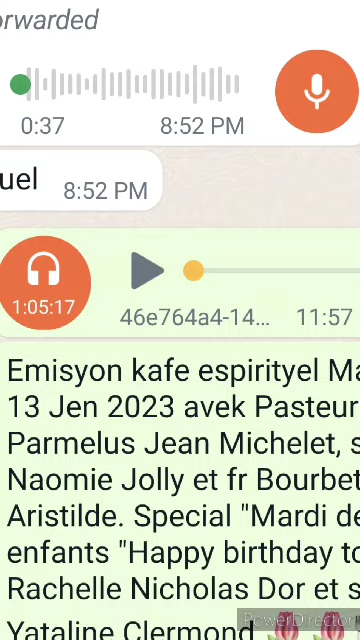 orwarded
0:37 8:52 PM
uel 8:52 PM
1:05:17
46e764a4-14... 11:57
Emisyon kafe espirityel Ma
13 Jen 2023 avek Pasteur
Parmelus Jean Michelet, s
Naomie Jolly et fr Bourbet
Aristilde. Special "Mardi de
enfants "Happy birthday to
Rachelle Nicholas Dor et s
Yataline Clermond
PowerDirector